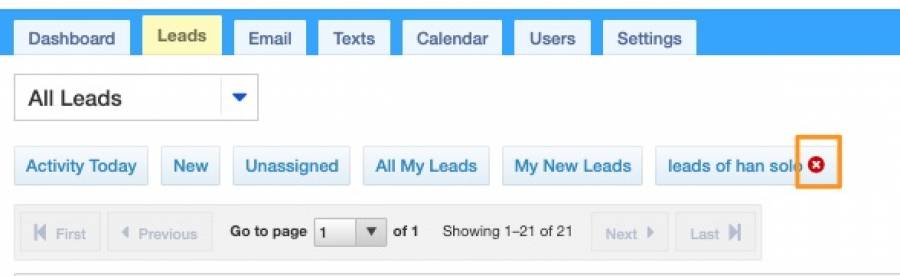 Dashboard Leads Email Texts Calendar Users Settings
All Leads
Activity Today New Unassigned All My Leads My New Leads leads of han solo
First Previous Go to page 1 of 1 Showing 1–21 of 21 Next Last